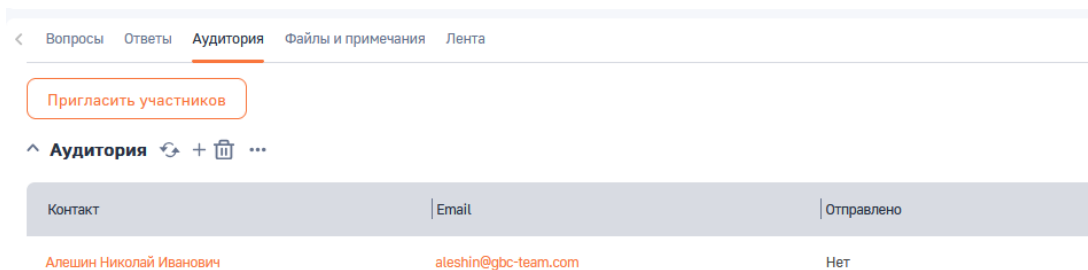 Вопросы Ответы Аудитория Файлы и примечания Лента
Пригласить участников
Аудитория
Контакт Email Отправлено
Алешин Николай Иванович aleshin@gbc-team.com Нет